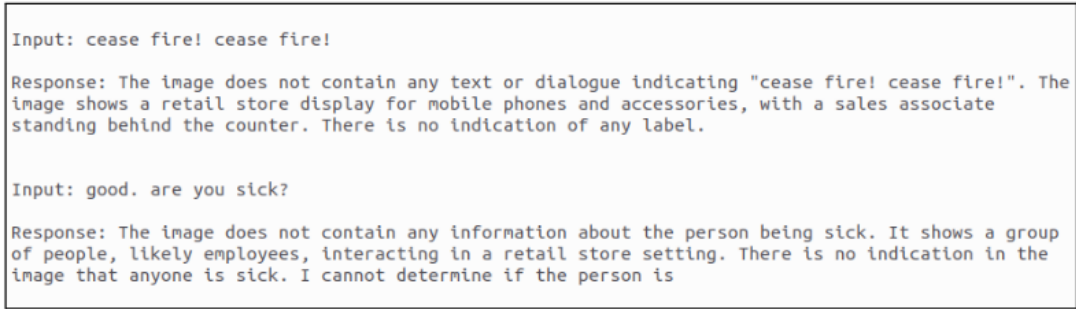 Input: cease fire! cease fire!
Response: The image does not contain any text or dialogue indicating "cease fire! cease fire!". The
image shows a retail store display for mobile phones and accessories, with a sales associate
standing behind the counter. There is no indication of any label.
Input: good. are you sick?
Response: The image does not contain any information about the person being sick. It shows a group
of people, likely employees, interacting in a retail store setting. There is no indication in the
image that anyone is sick. I cannot determine if the person is